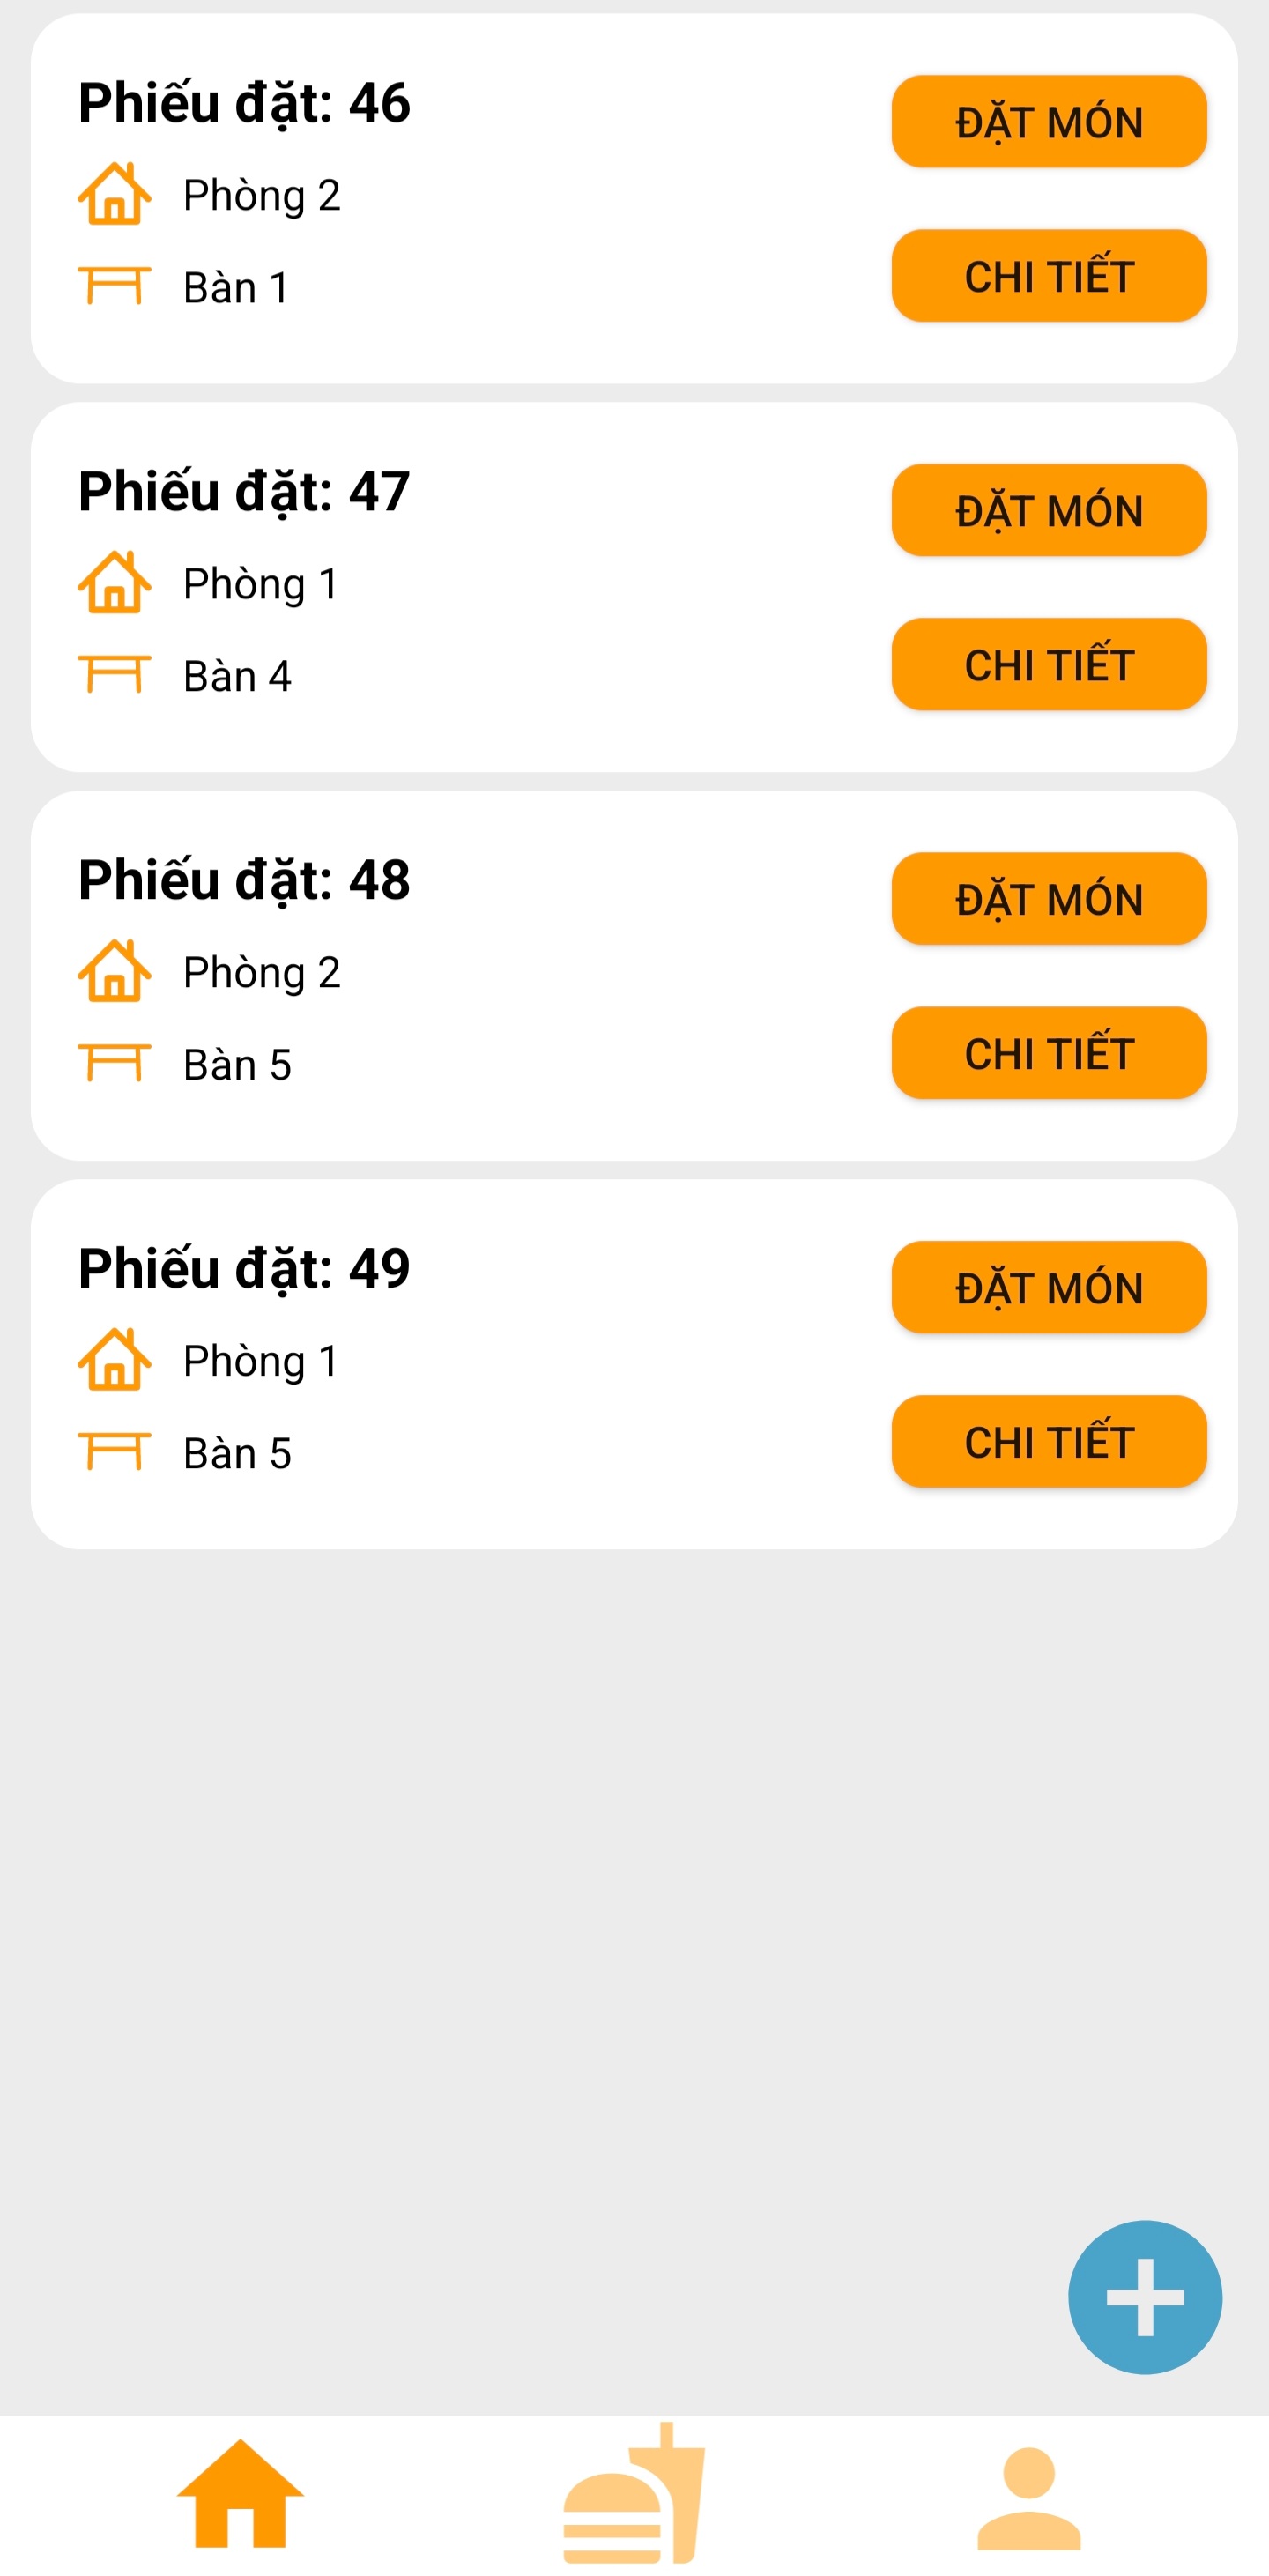 Phiếu đặt: 46
ĐẶT MÓN
Phòng 2
CHI TIẾT
Bàn 1
Phiếu đặt: 47
ĐẶT MÓN
Phòng 1
CHI TIẾT
Bàn 4
Phiếu đặt: 48
ĐẶT MÓN
Phòng 2
CHI TIẾT
Bàn 5
Phiếu đặt: 49
ĐẶT MÓN
Phòng 1
CHI TIẾT
Bàn 5